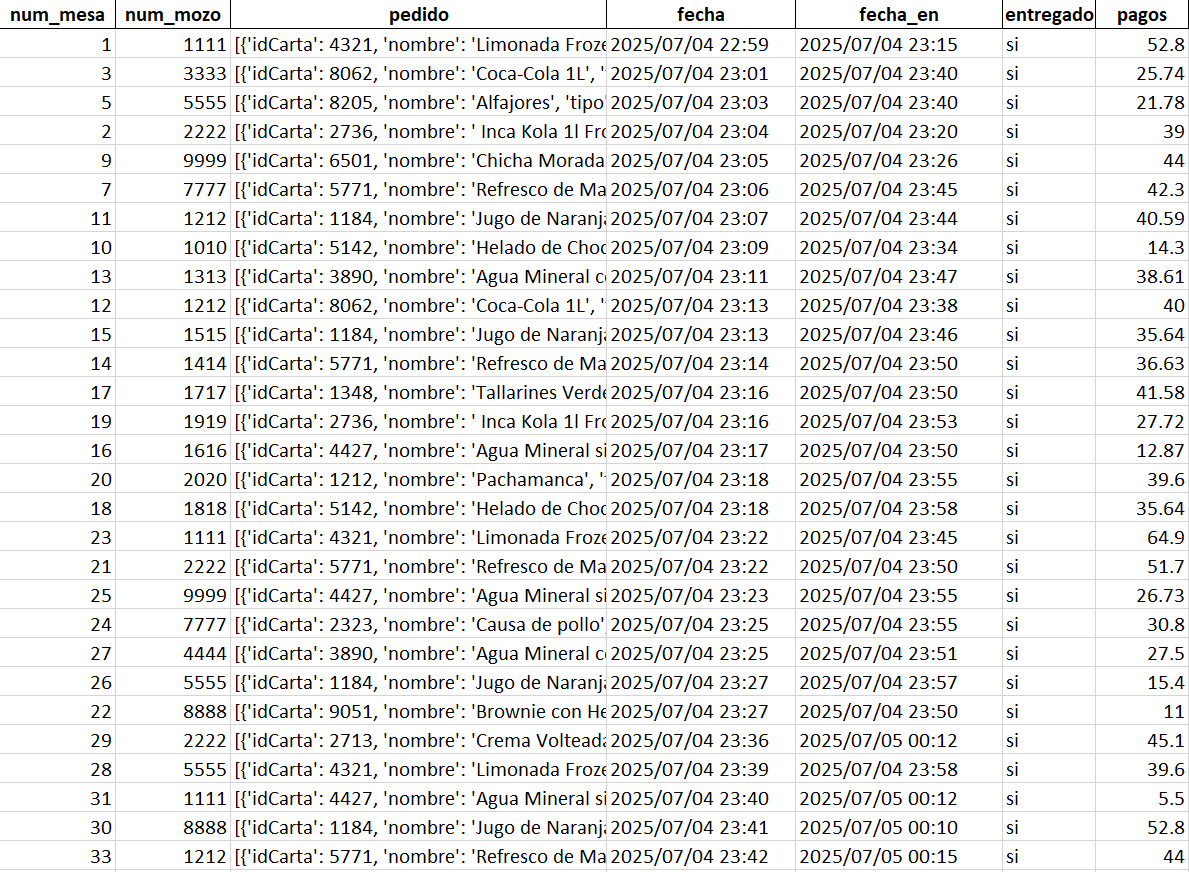 num_mesa num_mozo pedido fecha fecha_en entregado pagos
1 1111 [{'idCarta': 4321, 'nombre': 'Limonada Froze 2025/07/04 22:59 2025/07/04 23:15 si 52.8
3 3333 [{'idCarta': 8062, 'nombre': 'Coca-Cola 1L', ' 2025/07/04 23:01 2025/07/04 23:40 si 25.74
5 5555 [{'idCarta': 8205, 'nombre': 'Alfajores', 'tipo' 2025/07/04 23:03 2025/07/04 23:40 si 21.78
2 2222 [{'idCarta': 2736, 'nombre': ' Inca Kola 1l Fro 2025/07/04 23:04 2025/07/04 23:20 si 39
9 9999 [{'idCarta': 6501, 'nombre': 'Chicha Morada 2025/07/04 23:05 2025/07/04 23:26 si 44
7 7777 [{'idCarta': 5771, 'nombre': 'Refresco de Ma 2025/07/04 23:06 2025/07/04 23:45 si 42.3
11 1212 [{'idCarta': 1184, 'nombre': 'Jugo de Naranja 2025/07/04 23:07 2025/07/04 23:44 si 40.59
10 1010 [{'idCarta': 5142, 'nombre': 'Helado de Choc 2025/07/04 23:09 2025/07/04 23:34 si 14.3
13 1313 [{'idCarta': 3890, 'nombre': 'Agua Mineral co 2025/07/04 23:11 2025/07/04 23:47 si 38.61
12 1212 [{'idCarta': 8062, 'nombre': 'Coca-Cola 1L', ' 2025/07/04 23:13 2025/07/04 23:38 si 40
15 1515 [{'idCarta': 1184, 'nombre': 'Jugo de Naranja 2025/07/04 23:13 2025/07/04 23:46 si 35.64
14 1414 [{'idCarta': 5771, 'nombre': 'Refresco de Ma 2025/07/04 23:14 2025/07/04 23:50 si 36.63
17 1717 [{'idCarta': 1348, 'nombre': 'Tallarines Verde 2025/07/04 23:16 2025/07/04 23:50 si 41.58
19 1919 [{'idCarta': 2736, 'nombre': ' Inca Kola 1l Fro 2025/07/04 23:16 2025/07/04 23:53 si 27.72
16 1616 [{'idCarta': 4427, 'nombre': 'Agua Mineral si 2025/07/04 23:17 2025/07/04 23:50 si 12.87
20 2020 [{'idCarta': 1212, 'nombre': 'Pachamanca', ' 2025/07/04 23:18 2025/07/04 23:55 si 39.6
18 1818 [{'idCarta': 5142, 'nombre': 'Helado de Choc 2025/07/04 23:18 2025/07/04 23:58 si 35.64
23 1111 [{'idCarta': 4321, 'nombre': 'Limonada Froze 2025/07/04 23:22 2025/07/04 23:45 si 64.9
21 2222 [{'idCarta': 5771, 'nombre': 'Refresco de Ma 2025/07/04 23:22 2025/07/04 23:50 si 51.7
25 9999 [{'idCarta': 4427, 'nombre': 'Agua Mineral si 2025/07/04 23:23 2025/07/04 23:55 si 26.73
24 7777 [{'idCarta': 2323, 'nombre': 'Causa de pollo', 2025/07/04 23:25 2025/07/04 23:55 si 30.8
27 4444 [{'idCarta': 3890, 'nombre': 'Agua Mineral co 2025/07/04 23:25 2025/07/04 23:51 si 27.5
26 5555 [{'idCarta': 1184, 'nombre': 'Jugo de Naranja 2025/07/04 23:27 2025/07/04 23:57 si 15.4
22 8888 [{'idCarta': 9051, 'nombre': 'Brownie con He 2025/07/04 23:27 2025/07/04 23:50 si 11
29 2222 [{'idCarta': 2713, 'nombre': 'Crema Volteada 2025/07/04 23:36 2025/07/05 00:12 si 45.1
28 5555 [{'idCarta': 4321, 'nombre': 'Limonada Froze 2025/07/04 23:39 2025/07/04 23:58 si 39.6
31 1111 [{'idCarta': 4427, 'nombre': 'Agua Mineral si 2025/07/04 23:40 2025/07/05 00:12 si 5.5
30 8888 [{'idCarta': 1184, 'nombre': 'Jugo de Naranja 2025/07/04 23:41 2025/07/05 00:10 si 52.8
33 1212 [{'idCarta': 5771, 'nombre': 'Refresco de Ma 2025/07/04 23:42 2025/07/05 00:15 si 44